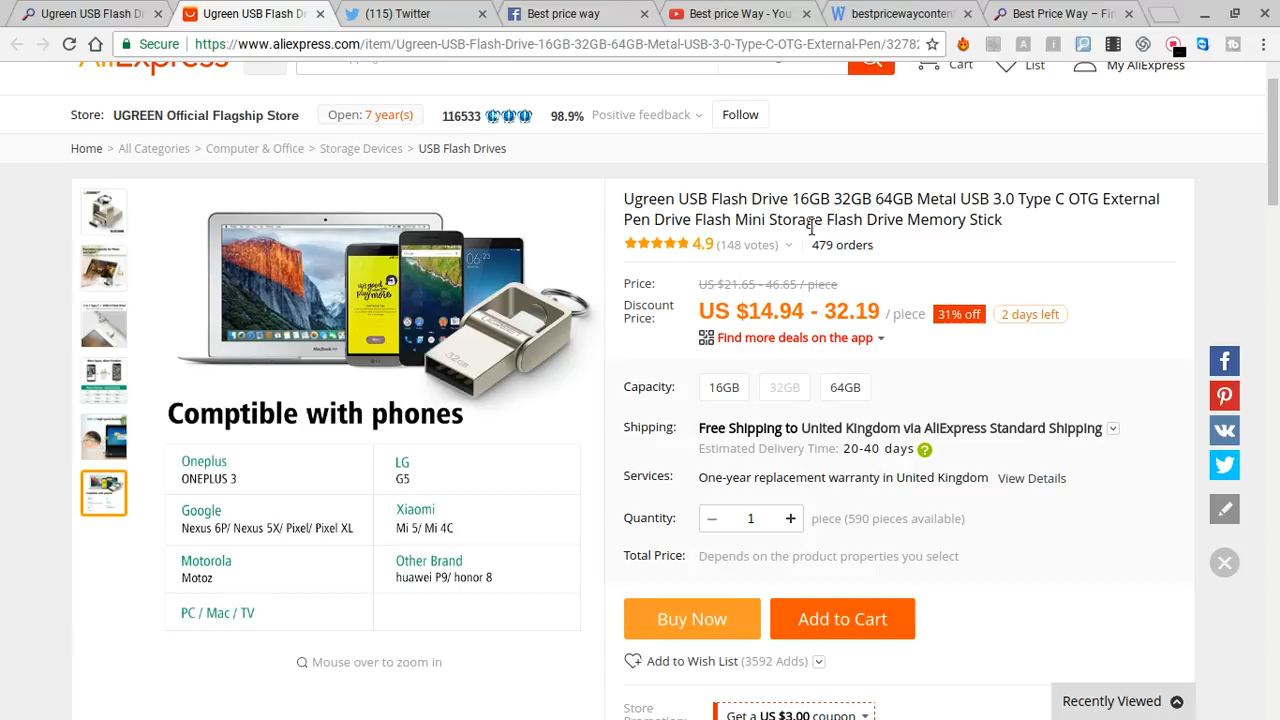 Ugreen USB Flash D
Ugreen USB Flash D
(115) Twitter
Best price way
Best price Way - You
bestpricewayconten
Best Price Way – Fin
Secure
https://www.aliexpress.com/item/Ugreen-USB-Flash-Drive-16GB-32GB-64GB-Metal-USB-3-0-Type-C-OTG-External-Pen/3278
AliExpress
Cart
List
My AliExpress
Store: UGREEN Official Flagship Store Open: 7 year(s) 116533 98.9% Positive feedback Follow
Home > All Categories > Computer & Office > Storage Devices > USB Flash Drives
Ugreen USB Flash Drive 16GB 32GB 64GB Metal USB 3.0 Type C OTG External
Pen Drive Flash Mini Storage Flash Drive Memory Stick
4.9 (148 votes) 479 orders
Price: US $21.65 - 46.65 / piece
Discount
Price: US $14.94 - 32.19 / piece 31% off 2 days left
Find more deals on the app
Capacity: 16GB 32GB 64GB
Shipping: Free Shipping to United Kingdom via AliExpress Standard Shipping
Estimated Delivery Time: 20-40 days ?
Services: One-year replacement warranty in United Kingdom View Details
Quantity: − 1 + piece (590 pieces available)
Total Price: Depends on the product properties you select
Buy Now Add to Cart
Add to Wish List (3592 Adds)
Store
Promotion:
Get a US $3.00 coupon
Recently Viewed
32GB
MacBook Air
06:23
Comptible with phones
Oneplus
ONEPLUS 3
LG
G5
Google
Nexus 6P/ Nexus 5X/ Pixel/ Pixel XL
Xiaomi
Mi 5/ Mi 4C
Motorola
Motoz
Other Brand
huawei P9/ honor 8
PC / Mac / TV
Mouse over to zoom in